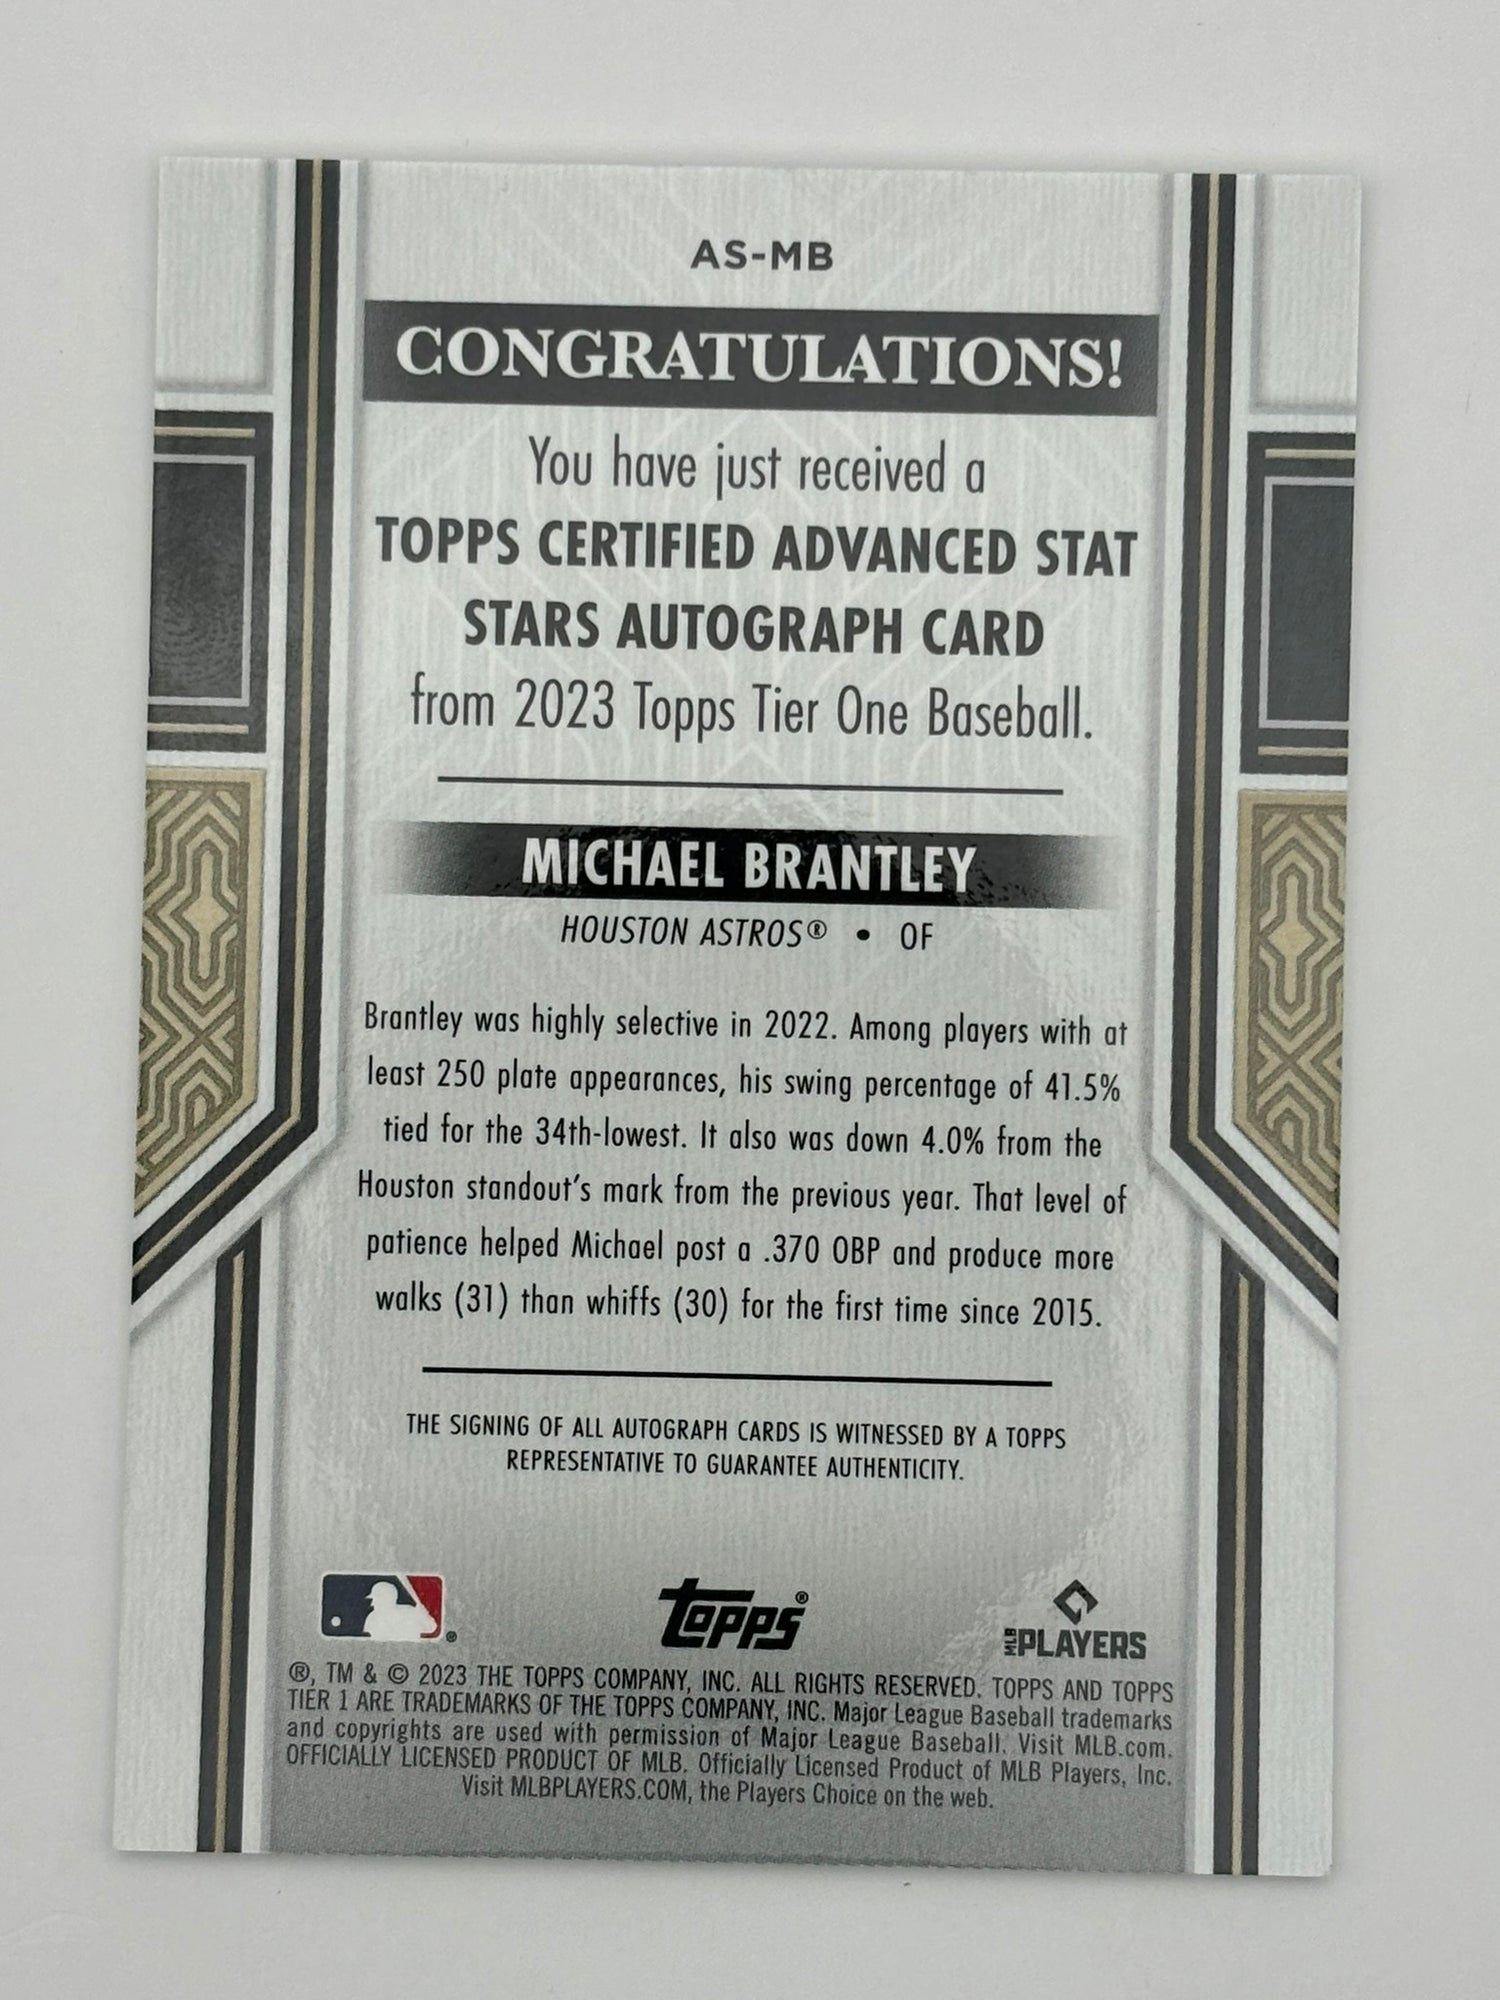 AS-MB
CONGRATULATIONS!
You have just received a
TOPPS CERTIFIED ADVANCED STAT
STARS AUTOGRAPH CARD
from 2023 Topps Tier One Baseball.
MICHAEL BRANTLEY
HOUSTON ASTROS® • OF
Brantley was highly selective in 2022. Among players with at
least 250 plate appearances, his swing percentage of 41.5%
tied for the 34th-lowest. It also was down 4.0% from the
Houston standout's mark from the previous year. That level of
patience helped Michael post a .370 OBP and produce more
walks (31) than whiffs (30) for the first time since 2015.
THE SIGNING OF ALL AUTOGRAPH CARDS IS WITNESSED BY A TOPPS
REPRESENTATIVE TO GUARANTEE AUTHENTICITY.
® Topps® MLB PLAYERS
®, TM & © 2023 THE TOPPS COMPANY, INC. ALL RIGHTS RESERVED. TOPPS AND TOPPS
TIER 1 ARE TRADEMARKS OF THE TOPPS COMPANY, INC. Major League Baseball trademarks
and copyrights are used with permission of Major League Baseball. Visit MLB.com.
OFFICIALLY LICENSED PRODUCT OF MLB. Officially Licensed Product of MLB Players, Inc.
Visit MLBPLAYERS.COM, the Players Choice on the web.